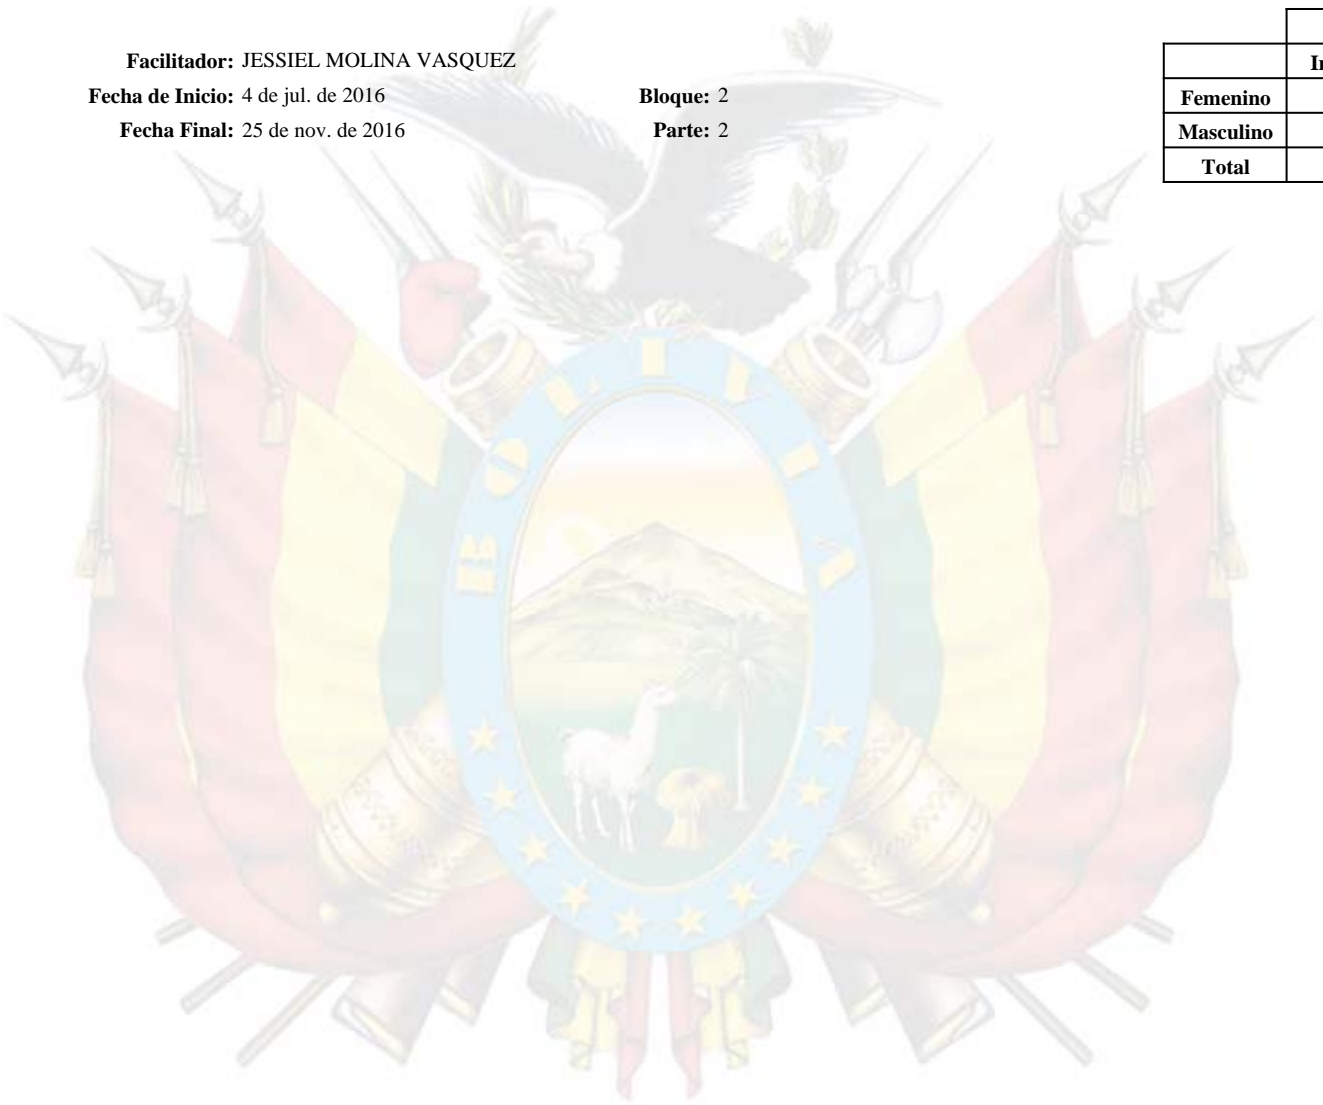 Facilitador: JESSIEL MOLINA VASQUEZ
Fecha de Inicio: 4 de jul. de 2016 Bloque: 2
Fecha Final: 25 de nov. de 2016 Parte: 2
Femenino
Masculino
Total
BOLIVIA